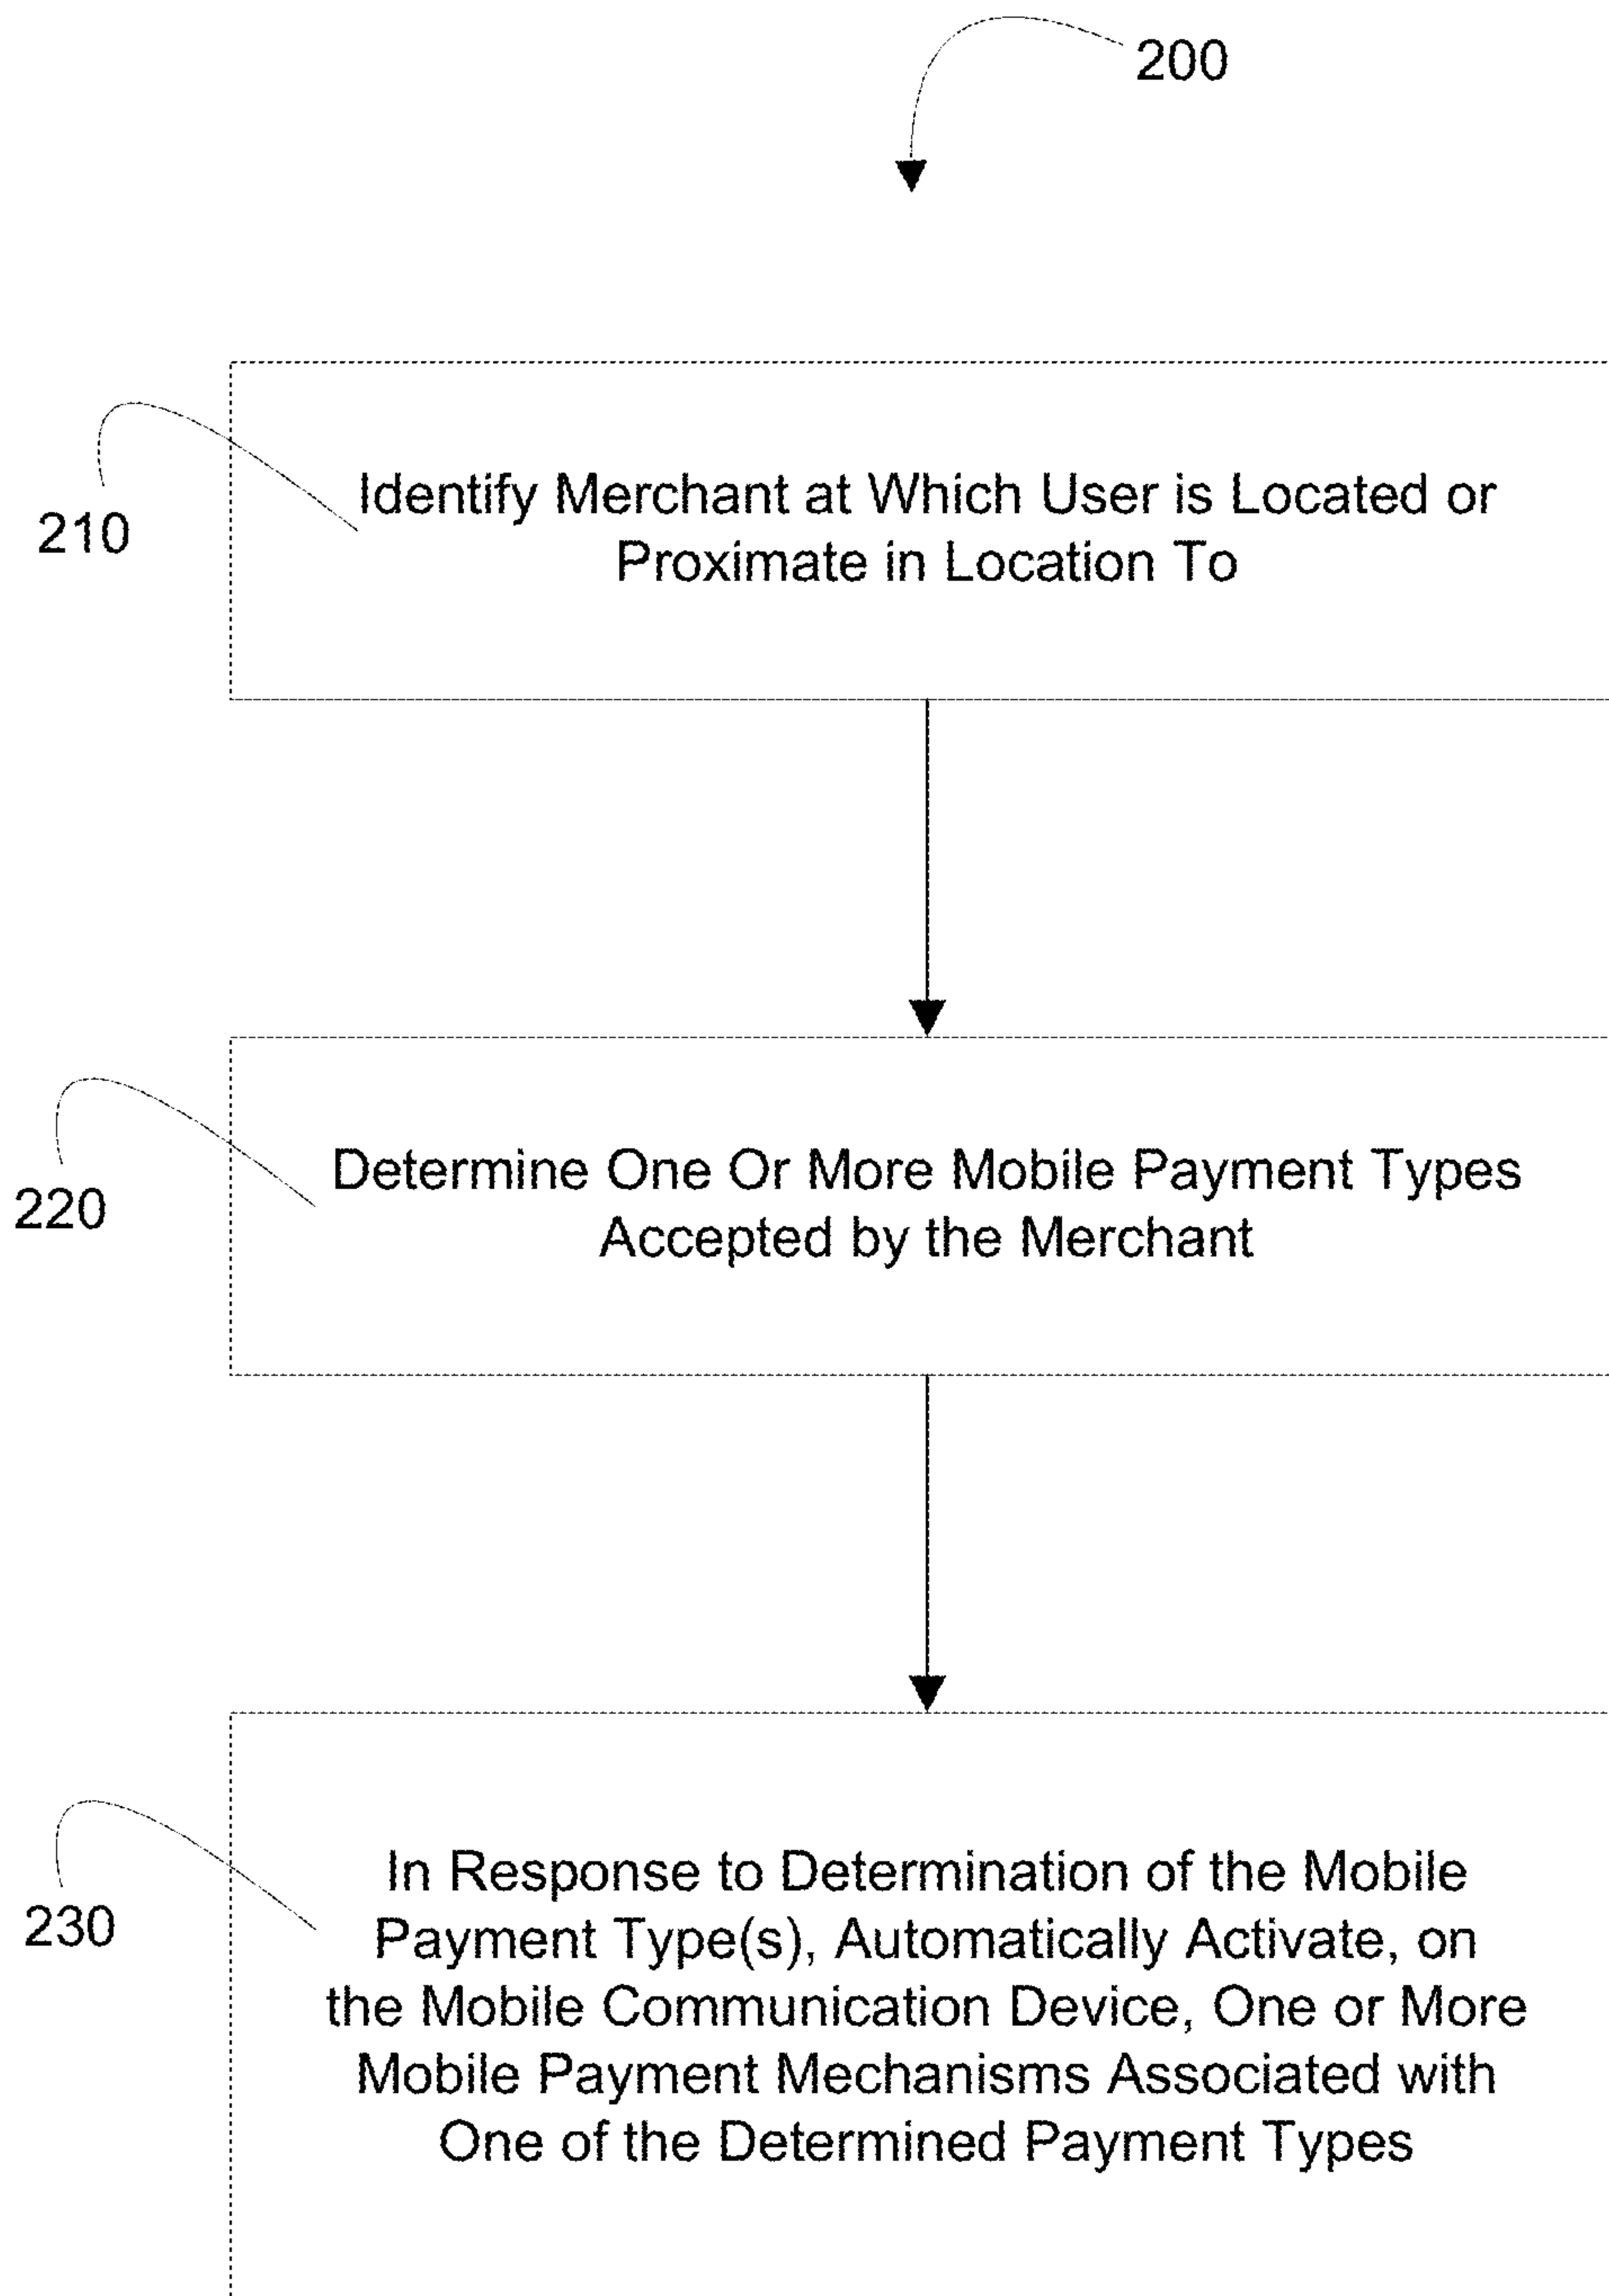 200
210
Identify Merchant at Which User is Located or
Proximate in Location To
220
Determine One Or More Mobile Payment Types
Accepted by the Merchant
230
In Response to Determination of the Mobile
Payment Type(s), Automatically Activate, on
the Mobile Communication Device, One or More
Mobile Payment Mechanisms Associated with
One of the Determined Payment Types